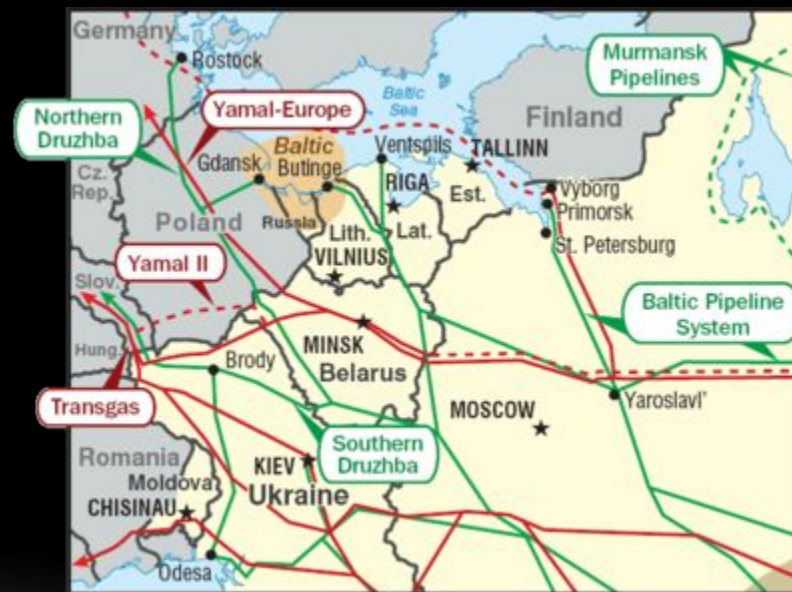 Germany
Rostock
Murmansk
Pipelines
Baltic
Sea
Northern
Druzhba
Yamal-Europe
Finland
Baltic
Ventspils
TALLINN
Gdansk
Butinge
Cz.
Rep.
RIGA
Est.
Vyborg
Primorsk
Poland
Russia
Lith.
Lat.
St. Petersburg
VILNIUS
Yamal II
Slov.
Baltic Pipeline
System
Hung.
MINSK
Belarus
Brody
Transgas
MOSCOW
Yaroslavl'
Southern
Druzhba
Romania
KIEV
Moldova
Ukraine
CHISINAU
Odesa